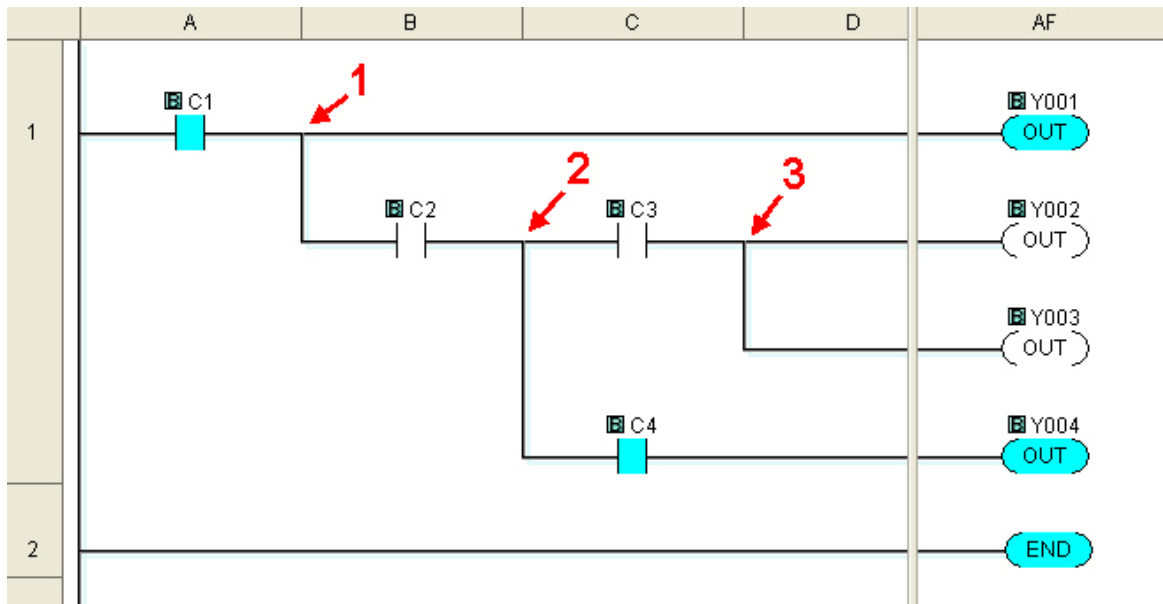 A B C D AF
1
B C1
1
B Y001
OUT
2
3
B C2
B C3
B Y002
OUT
B Y003
OUT
B C4
B Y004
OUT
2
END